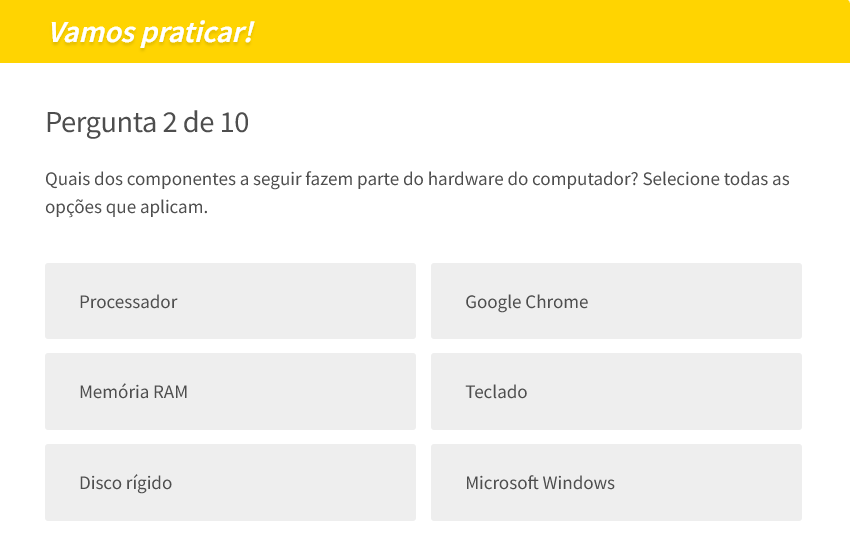 Vamos praticar!
Pergunta 2 de 10
Quais dos componentes a seguir fazem parte do hardware do computador? Selecione todas as
opções que aplicam.
Processador
Google Chrome
Memória RAM
Teclado
Disco rígido
Microsoft Windows